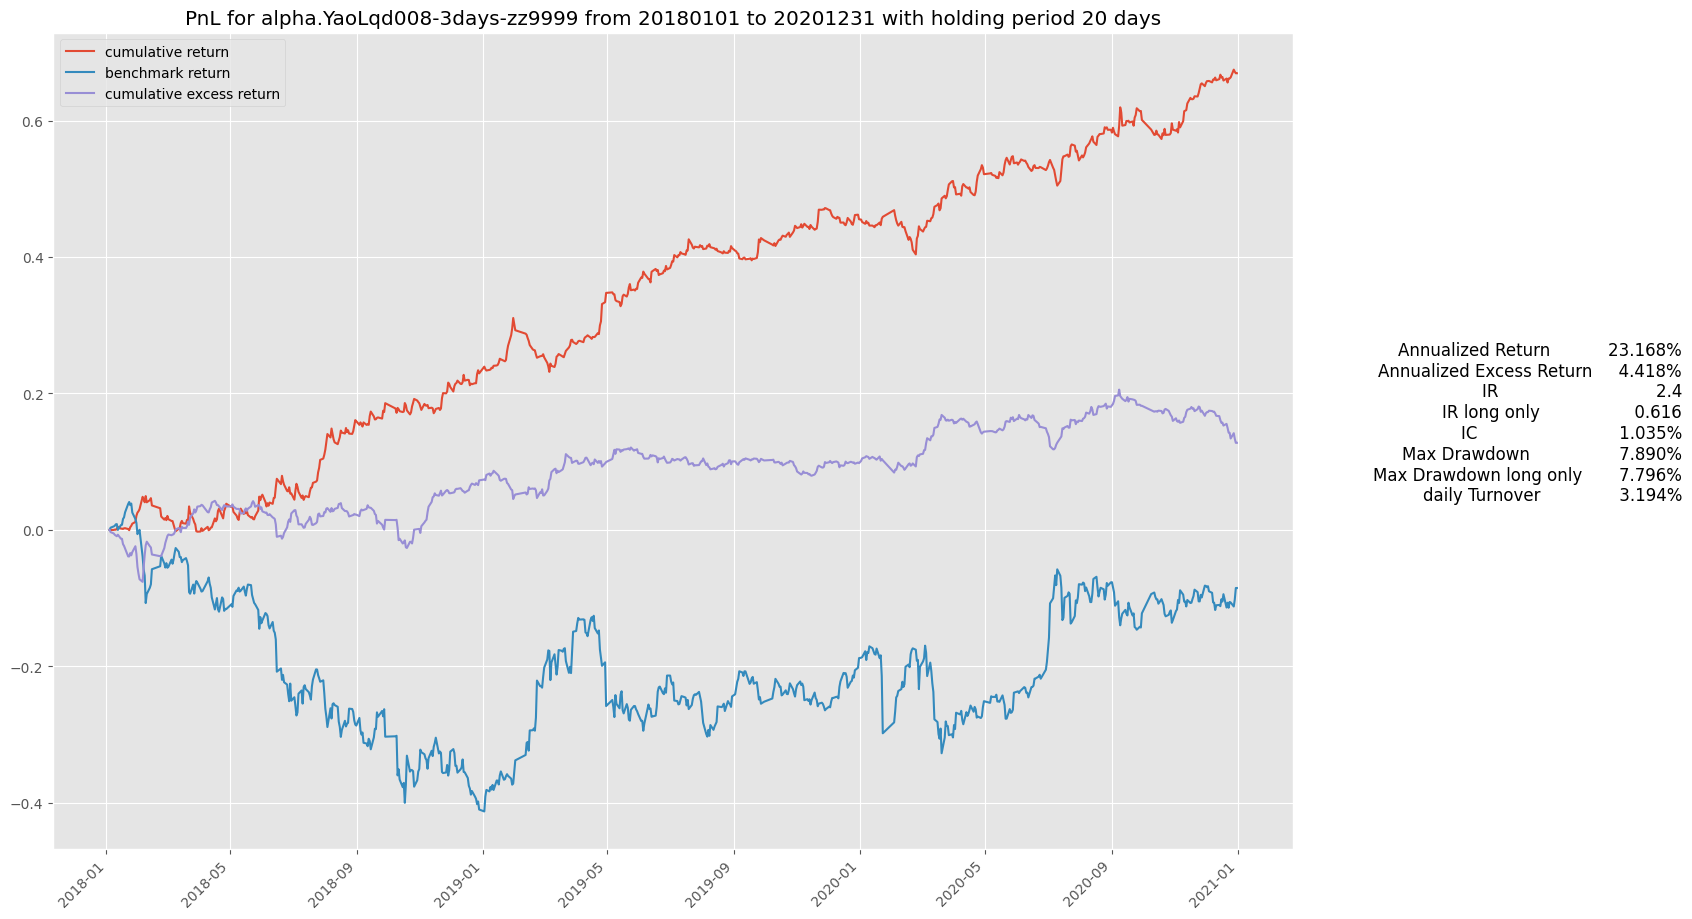 PnL for alpha.YaoLqd008-3days-zz9999 from 20180101 to 20201231 with holding period 20 days
cumulative return
benchmark return
cumulative excess return
0.6
0.4
0.2
0.0
−0.2
−0.4
2018-01
2018-05
2018-09
2019-01
2019-05
2019-09
2020-01
2020-05
2020-09
2021-01
Annualized Return 23.168%
Annualized Excess Return 4.418%
IR 2.4
IR long only 0.616
IC 1.035%
Max Drawdown 7.890%
Max Drawdown long only 7.796%
daily Turnover 3.194%